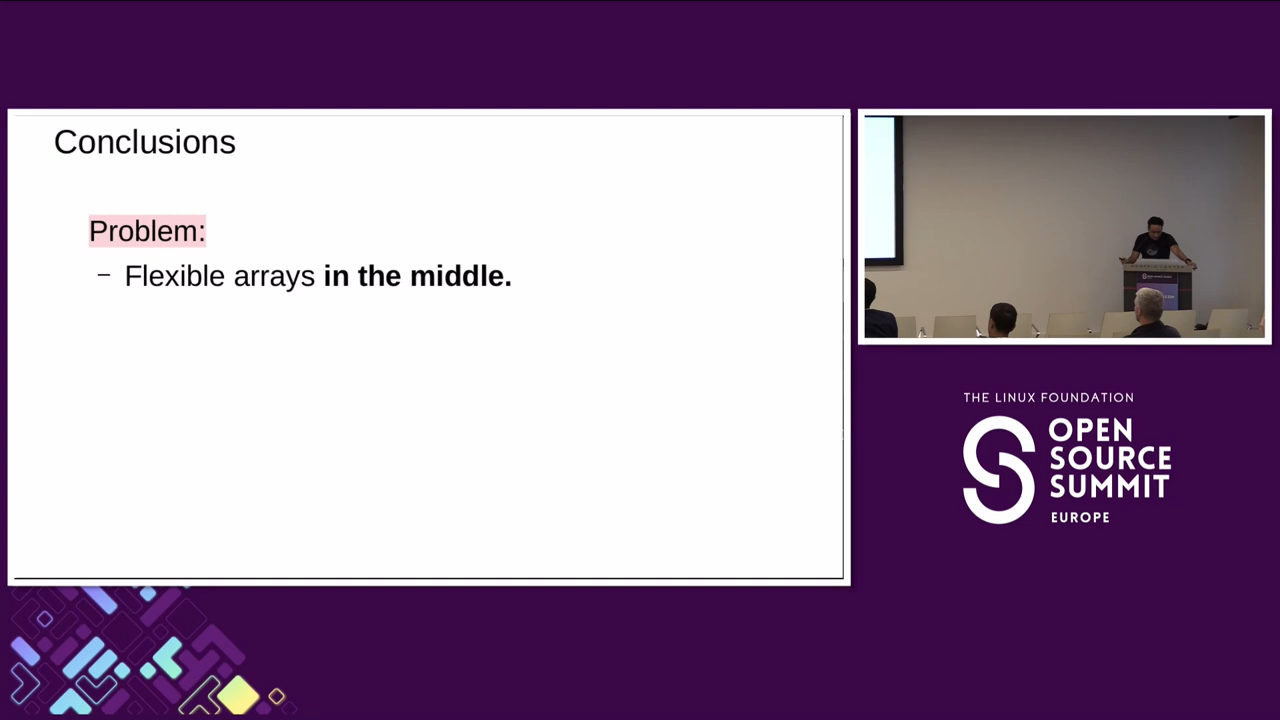 Conclusions
Problem:
– Flexible arrays in the middle.
THE LINUX FOUNDATION
OPEN
SOURCE
SUMMIT
EUROPE